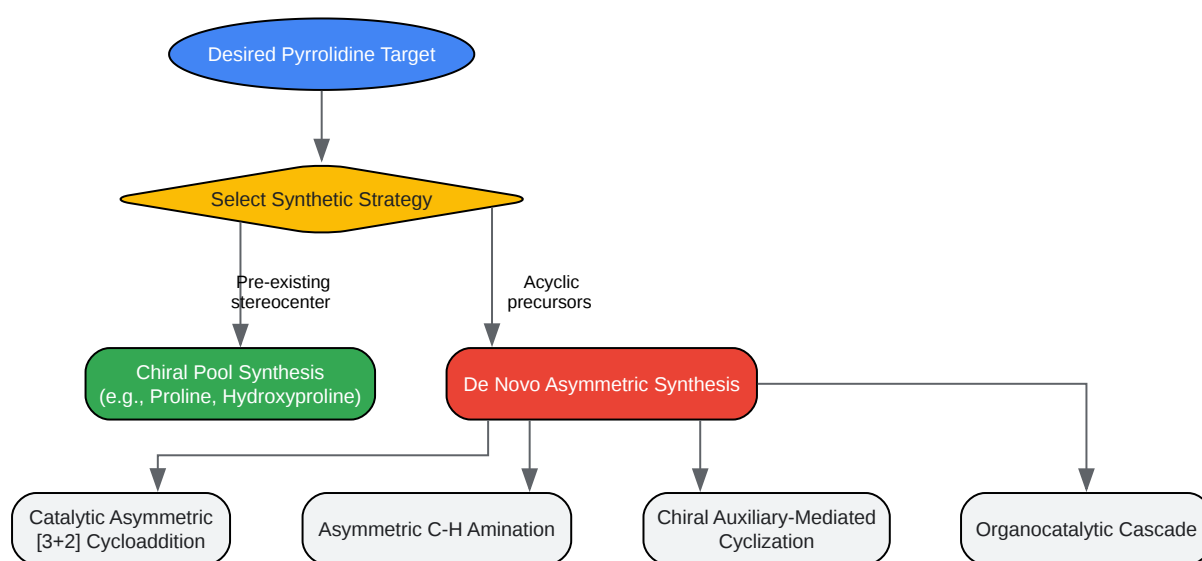 Desired Pyrrolidine Target
Select Synthetic Strategy
Pre-existing
stereocenter
Acyclic
precursors
Chiral Pool Synthesis
(e.g., Proline, Hydroxyproline)
De Novo Asymmetric Synthesis
Catalytic Asymmetric
[3+2] Cycloaddition
Asymmetric C-H Amination
Chiral Auxiliary-Mediated
Cyclization
Organocatalytic Cascade